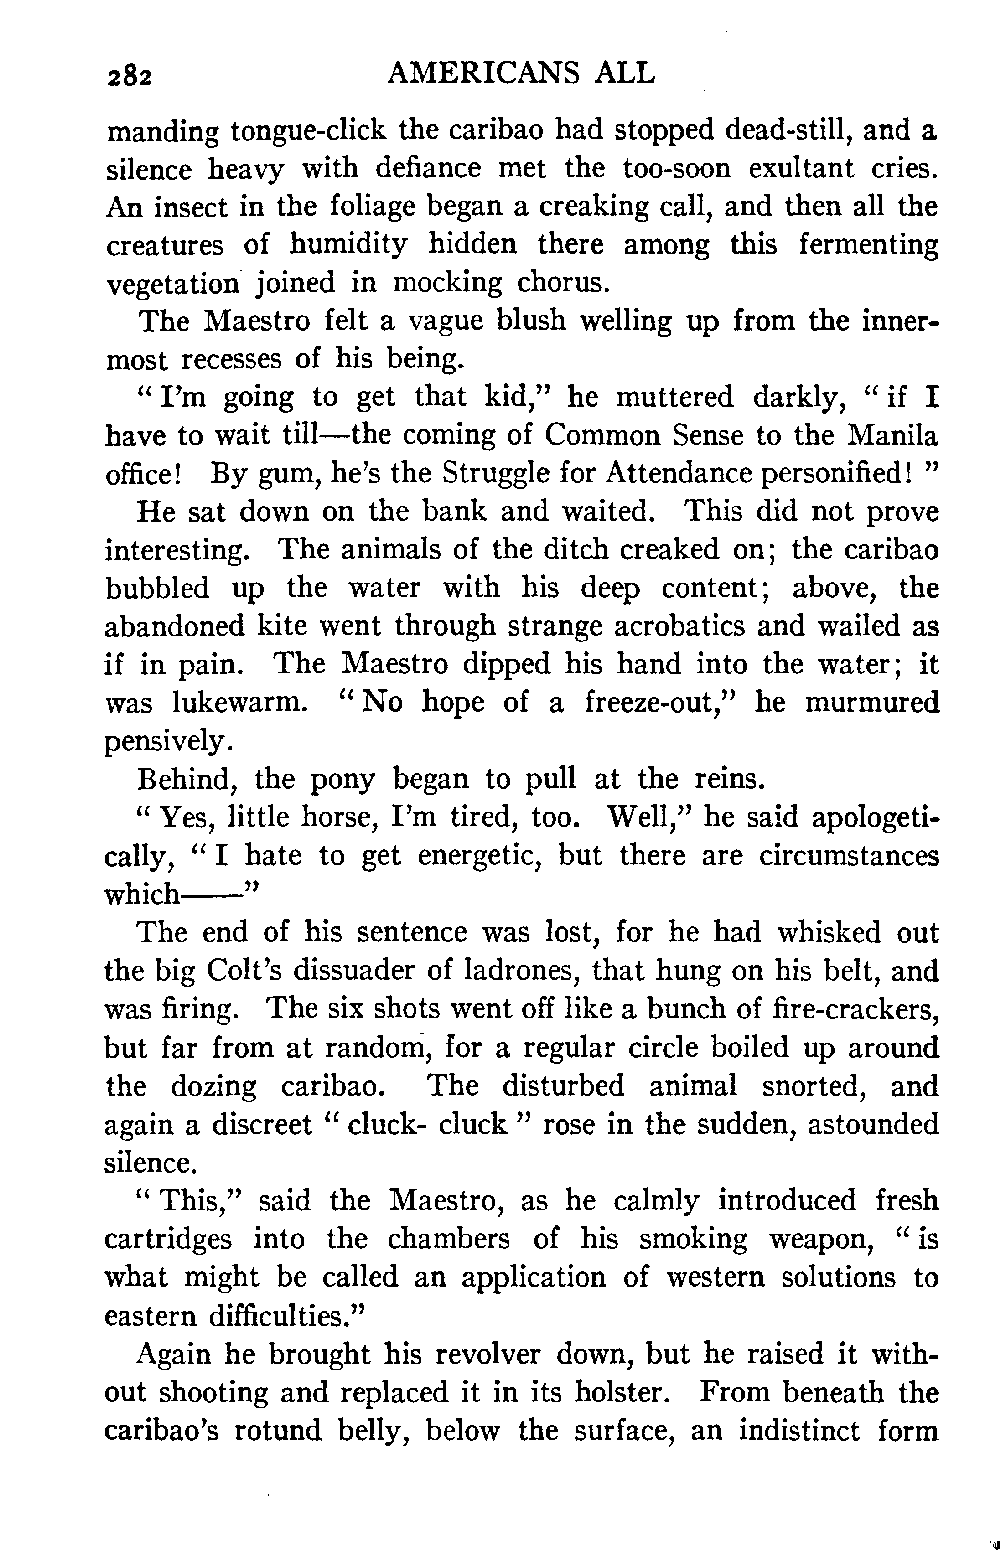 282 AMERICANS ALL
manding tongue-click the caribao had stopped dead-still, and a
silence heavy with defiance met the too-soon exultant cries.
An insect in the foliage began a creaking call, and then all the
creatures of humidity hidden there among this fermenting
vegetation joined in mocking chorus.
The Maestro felt a vague blush welling up from the inner-
most recesses of his being.
“ I’m going to get that kid,” he muttered darkly, “ if I
have to wait till—the coming of Common Sense to the Manila
office! By gum, he’s the Struggle for Attendance personified! ”
He sat down on the bank and waited. This did not prove
interesting. The animals of the ditch creaked on; the caribao
bubbled up the water with his deep content; above, the
abandoned kite went through strange acrobatics and wailed as
if in pain. The Maestro dipped his hand into the water; it
was lukewarm. “ No hope of a freeze-out,” he murmured
pensively.
Behind, the pony began to pull at the reins.
“ Yes, little horse, I’m tired, too. Well,” he said apologeti-
cally, “ I hate to get energetic, but there are circumstances
which——”
The end of his sentence was lost, for he had whisked out
the big Colt’s dissuader of ladrones, that hung on his belt, and
was firing. The six shots went off like a bunch of fire-crackers,
but far from at random, for a regular circle boiled up around
the dozing caribao. The disturbed animal snorted, and
again a discreet “ cluck- cluck ” rose in the sudden, astounded
silence.
“ This,” said the Maestro, as he calmly introduced fresh
cartridges into the chambers of his smoking weapon, “ is
what might be called an application of western solutions to
eastern difficulties.”
Again he brought his revolver down, but he raised it with-
out shooting and replaced it in its holster. From beneath the
caribao’s rotund belly, below the surface, an indistinct form